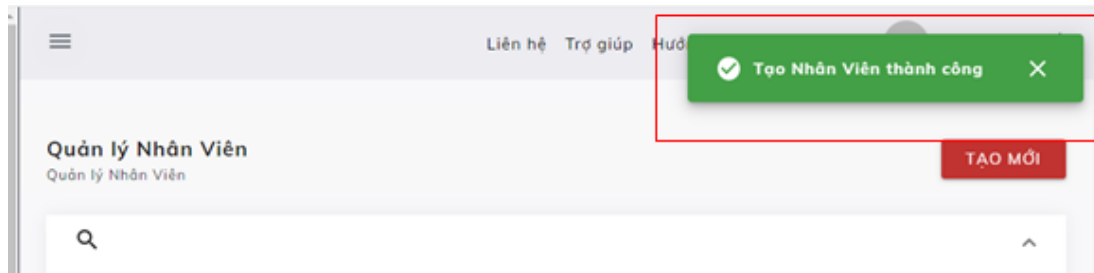 Liên hệ Trợ giúp
Tạo Nhân Viên thành công
Quản lý Nhân Viên
Quản lý Nhân Viên
TẠO MỚI